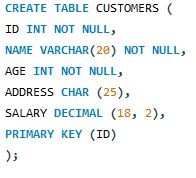 CREATE TABLE CUSTOMERS (
ID INT NOT NULL,
NAME VARCHAR(20) NOT NULL,
AGE INT NOT NULL,
ADDRESS CHAR (25),
SALARY DECIMAL (18, 2),
PRIMARY KEY (ID)
);